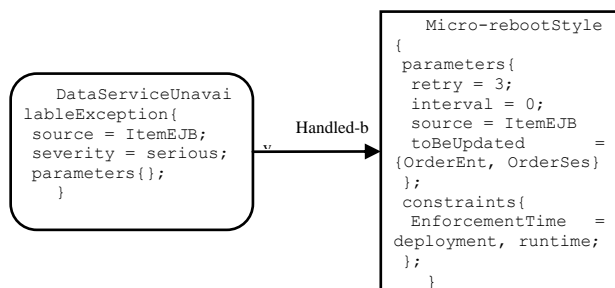 DataServiceUnavai
lableException{
source = ItemEJB;
severity = serious;
parameters{};
}
Handled-b
y
Micro-rebootStyle
{
parameters{
retry = 3;
interval = 0;
source = ItemEJB
toBeUpdated =
{OrderEnt, OrderSes}
};
constraints{
EnforcementTime =
deployment, runtime;
};
}